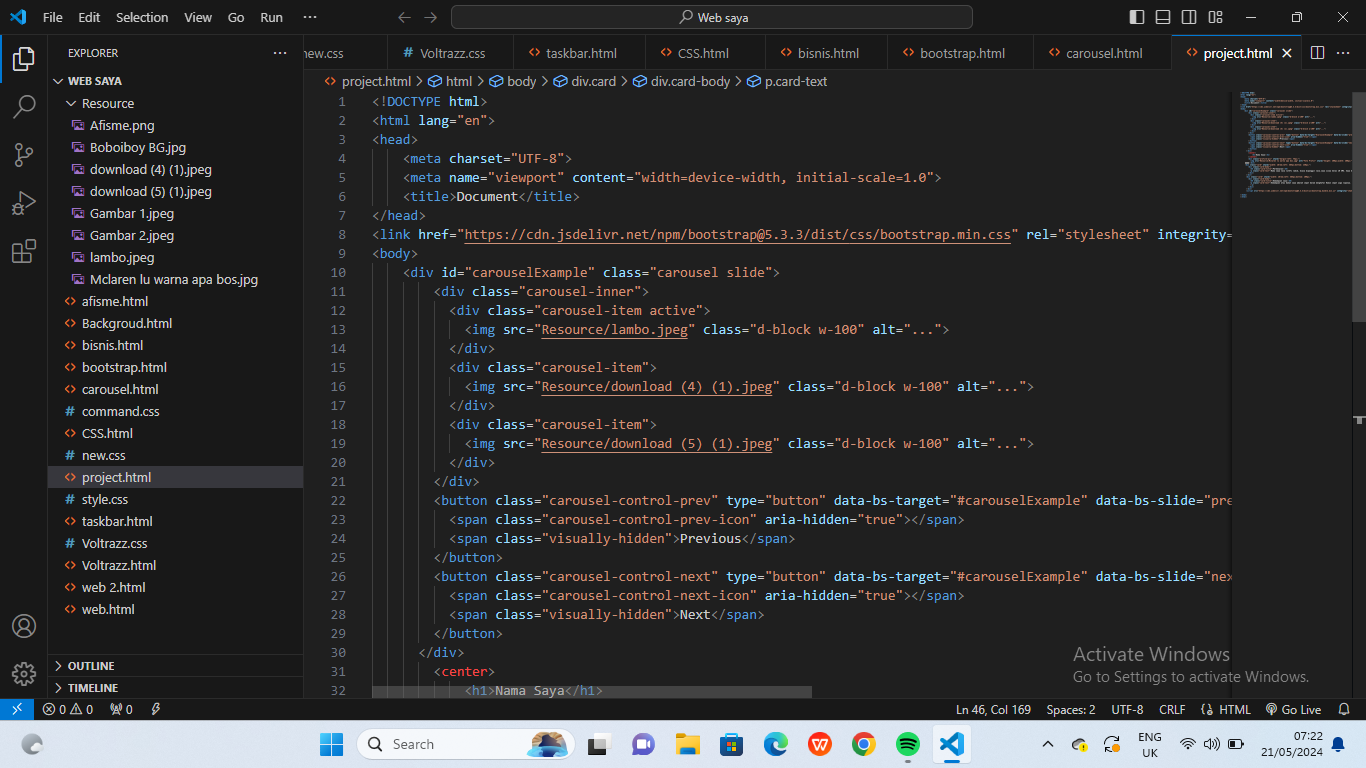 File Edit Selection View Go Run ··· Web saya
EXPLORER ···
WEB SAYA
Resource
Afisme.png
Boboiboy BG.jpg
download (4) (1).jpeg
download (5) (1).jpeg
Gambar 1.jpeg
Gambar 2.jpeg
lambo.jpeg
Mclaren lu warna apa bos.jpg
afisme.html
Backgroud.html
bisnis.html
bootstrap.html
carousel.html
command.css
CSS.html
new.css
project.html
style.css
taskbar.html
Voltrazz.css
Voltrazz.html
web 2.html
web.html
OUTLINE
TIMELINE
new.css # Voltrazz.css taskbar.html CSS.html bisnis.html bootstrap.html carousel.html project.html
project.html > html > body > div.card > div.card-body > p.card-text
1 <!DOCTYPE html>
2 <html lang="en">
3 <head>
4 <meta charset="UTF-8">
5 <meta name="viewport" content="width=device-width, initial-scale=1.0">
6 <title>Document</title>
7 </head>
8 <link href="https://cdn.jsdelivr.net/npm/bootstrap@5.3.3/dist/css/bootstrap.min.css" rel="stylesheet" integrity=
9 <body>
10 <div id="carouselExample" class="carousel slide">
11 <div class="carousel-inner">
12 <div class="carousel-item active">
13 <img src="Resource/lambo.jpeg" class="d-block w-100" alt="...">
14 </div>
15 <div class="carousel-item">
16 <img src="Resource/download (4) (1).jpeg" class="d-block w-100" alt="...">
17 </div>
18 <div class="carousel-item">
19 <img src="Resource/download (5) (1).jpeg" class="d-block w-100" alt="...">
20 </div>
21 </div>
22 <button class="carousel-control-prev" type="button" data-bs-target="#carouselExample" data-bs-slide="pre
23 <span class="carousel-control-prev-icon" aria-hidden="true"></span>
24 <span class="visually-hidden">Previous</span>
25 </button>
26 <button class="carousel-control-next" type="button" data-bs-target="#carouselExample" data-bs-slide="nex
27 <span class="carousel-control-next-icon" aria-hidden="true"></span>
28 <span class="visually-hidden">Next</span>
29 </button>
30 </div>
31 <center>
32 <h1>Nama Saya</h1>
Activate Windows
Go to Settings to activate Windows.
0 0 0 Ln 46, Col 169 Spaces: 2 UTF-8 CRLF HTML Go Live
Search ENG 07:22
UK 21/05/2024